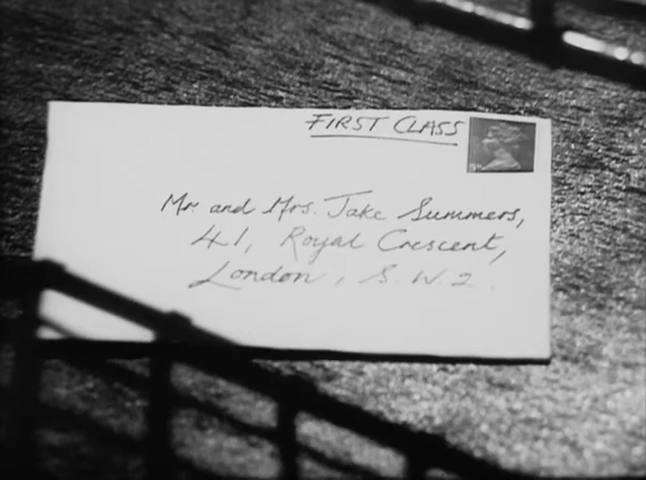 FIRST CLASS
Mr. and Mrs. Jake Summers,
41, Royal Crescent,
London, S.W.2.